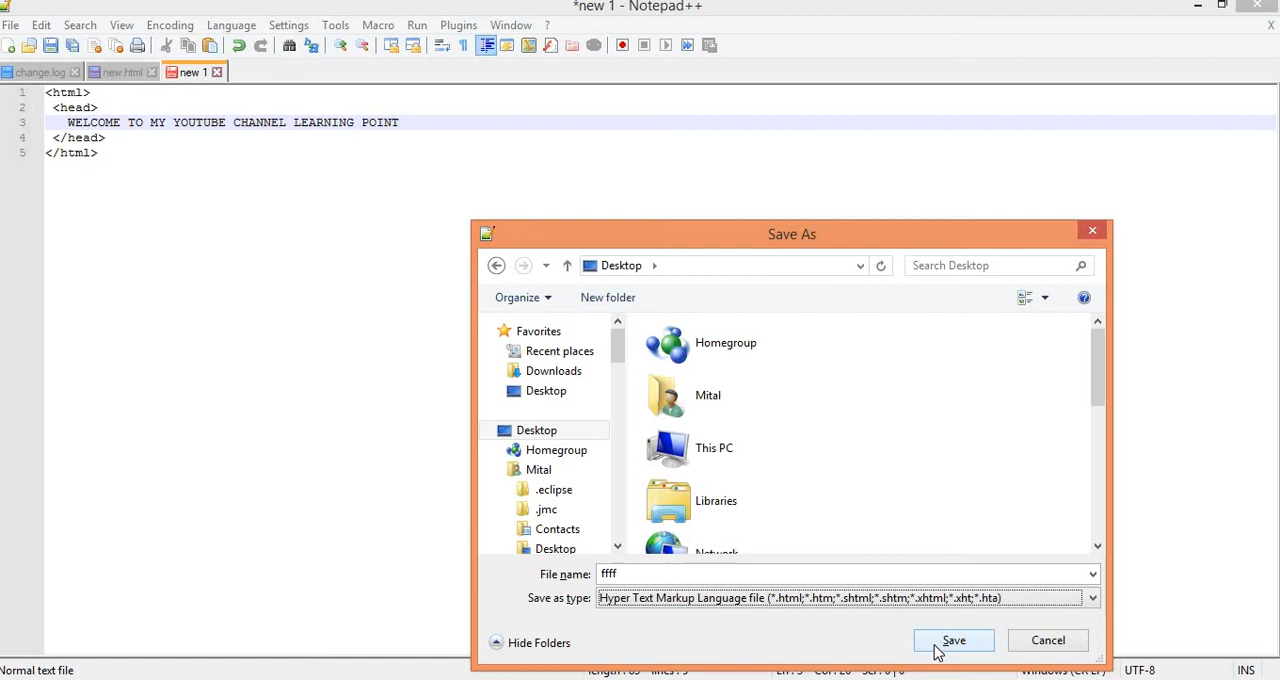 *new 1 - Notepad++
File Edit Search View Encoding Language Settings Tools Macro Run Plugins Window ? X
change.log new.html new 1
1 <html>
2 <head>
3 WELCOME TO MY YOUTUBE CHANNEL LEARNING POINT
4 </head>
5 </html>
Save As
Desktop
Search Desktop
Organize New folder
Favorites
Recent places
Downloads
Desktop
Desktop
Homegroup
Mital
.eclipse
.jmc
Contacts
Desktop
Homegroup
Mital
This PC
Libraries
Network
File name: ffff
Save as type: Hyper Text Markup Language file (*.html;*.htm;*.shtml;*.shtm;*.xhtml;*.xht;*.hta)
Hide Folders Save Cancel
Normal text file UTF-8 INS